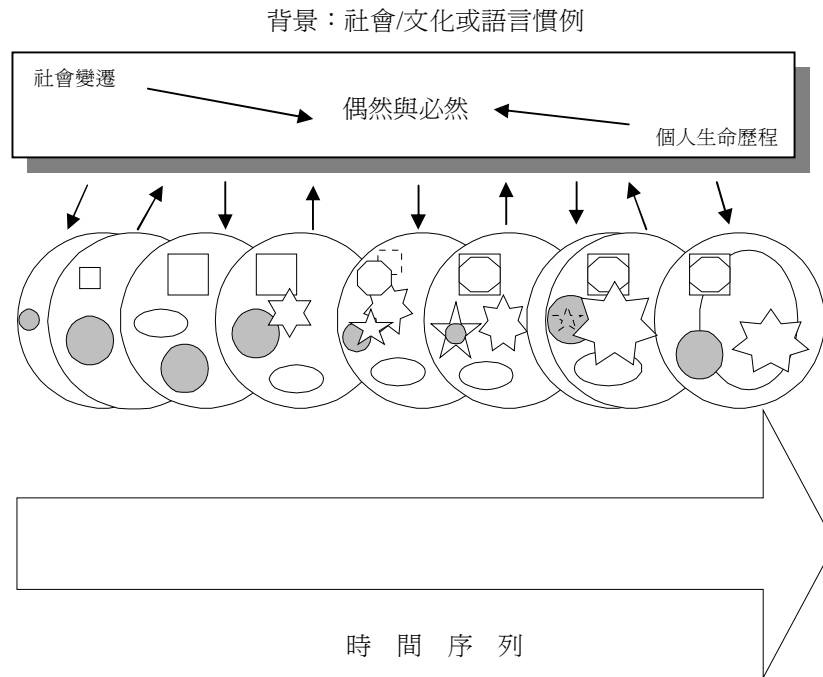 背景：社會/文化或語言慣例
社會變遷
偶然與必然
個人生命歷程
時 間 序 列